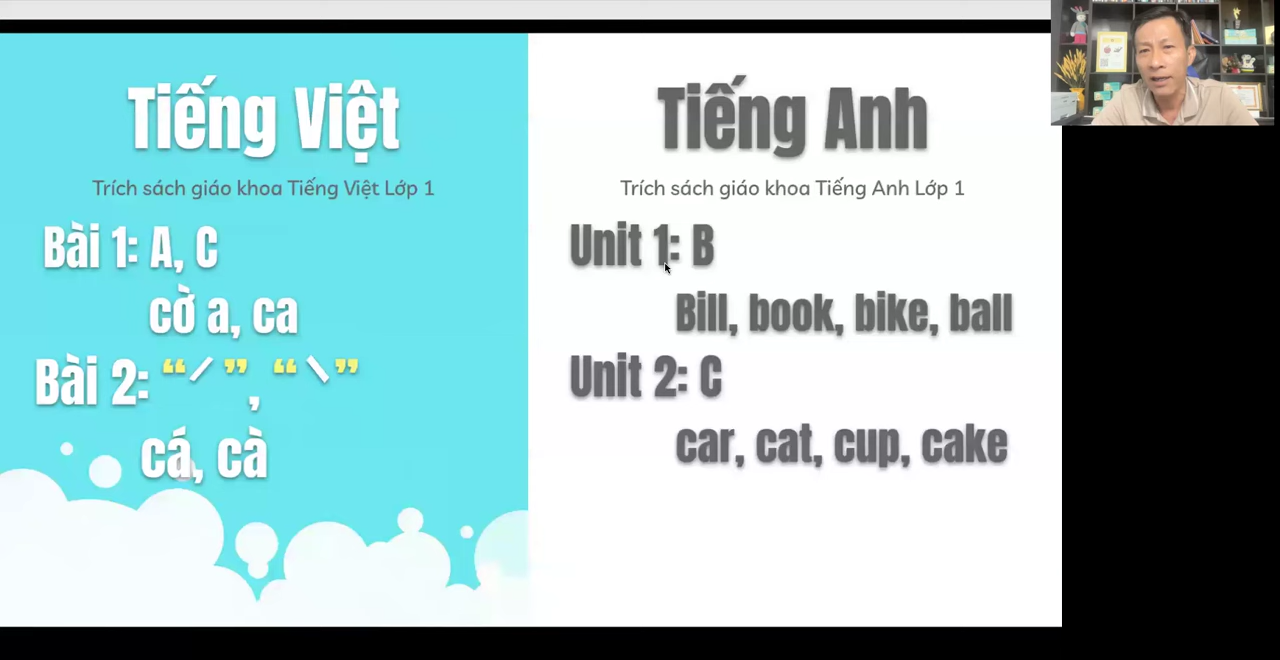 Tiếng Việt
Trích sách giáo khoa Tiếng Việt Lớp 1
Bài 1: A, C
cờ a, ca
Bài 2: “ˊ”, “ˋ”
cá, cà
Tiếng Anh
Trích sách giáo khoa Tiếng Anh Lớp 1
Unit 1: B
Bill, book, bike, ball
Unit 2: C
car, cat, cup, cake